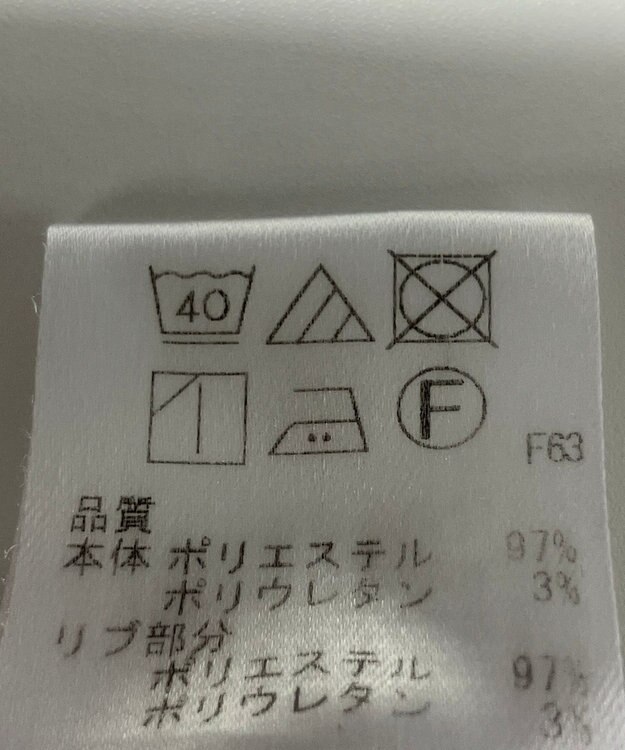 40
F
F63
品質
本体 ポリエステル 97%
ポリウレタン 3%
リブ部分
ポリエステル 97%
ポリウレタン 3%